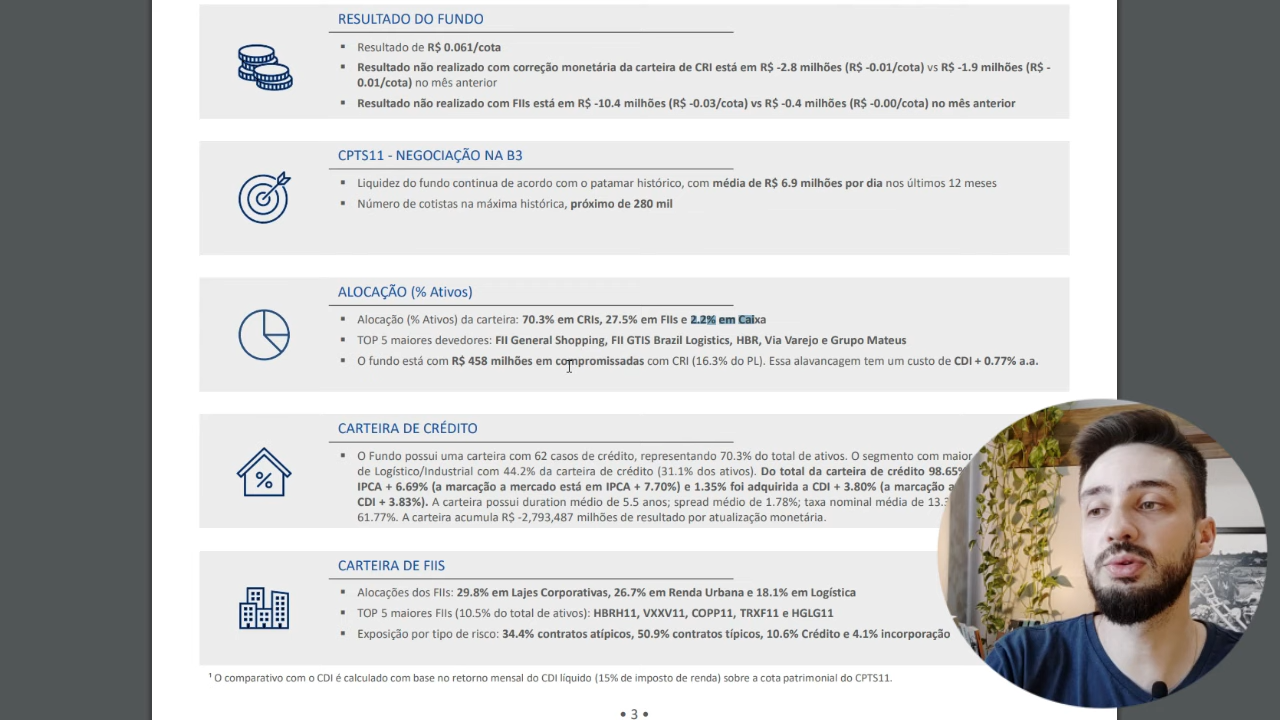 RESULTADO DO FUNDO
▪ Resultado de R$ 0.061/cota
▪ Resultado não realizado com correção monetária da carteira de CRI está em R$ -2.8 milhões (R$ -0.01/cota) vs R$ -1.9 milhões (R$ -
0.01/cota) no mês anterior
▪ Resultado não realizado com FIIs está em R$ -10.4 milhões (R$ -0.03/cota) vs R$ -0.4 milhões (R$ -0.00/cota) no mês anterior
CPTS11 - NEGOCIAÇÃO NA B3
▪ Liquidez do fundo continua de acordo com o patamar histórico, com média de R$ 6.9 milhões por dia nos últimos 12 meses
▪ Número de cotistas na máxima histórica, próximo de 280 mil
ALOCAÇÃO (% Ativos)
▪ Alocação (% Ativos) da carteira: 70.3% em CRIs, 27.5% em FIIs e 2.2% em Caixa
▪ TOP 5 maiores devedores: FII General Shopping, FII GTIS Brazil Logistics, HBR, Via Varejo e Grupo Mateus
▪ O fundo está com R$ 458 milhões em compromissadas com CRI (16.3% do PL). Essa alavancagem tem um custo de CDI + 0.77% a.a.
CARTEIRA DE CRÉDITO
▪ O Fundo possui uma carteira com 62 casos de crédito, representando 70.3% do total de ativos. O segmento com maior
de Logístico/Industrial com 44.2% da carteira de crédito (31.1% dos ativos). Do total da carteira de crédito 98.65%
IPCA + 6.69% (a marcação a mercado está em IPCA + 7.70%) e 1.35% foi adquirida a CDI + 3.80% (a marcação a
CDI + 3.83%). A carteira possui duration médio de 5.5 anos; spread médio de 1.78%; taxa nominal média de 13.3
61.77%. A carteira acumula R$ -2,793,487 milhões de resultado por atualização monetária.
CARTEIRA DE FIIS
▪ Alocações dos FIIs: 29.8% em Lajes Corporativas, 26.7% em Renda Urbana e 18.1% em Logística
▪ TOP 5 maiores FIIs (10.5% do total de ativos): HBRH11, VXXV11, COPP11, TRXF11 e HGLG11
▪ Exposição por tipo de risco: 34.4% contratos atípicos, 50.9% contratos típicos, 10.6% Crédito e 4.1% incorporação
¹ O comparativo com o CDI é calculado com base no retorno mensal do CDI líquido (15% de imposto de renda) sobre a cota patrimonial do CPTS11.
• 3 •